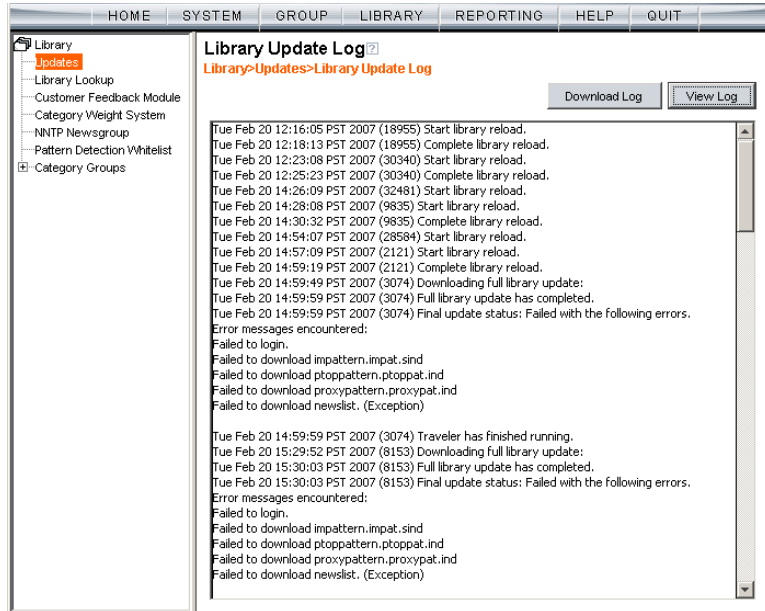 HOME SYSTEM GROUP LIBRARY REPORTING HELP QUIT
Library
Updates
Library Lookup
Customer Feedback Module
Category Weight System
NNTP Newsgroup
Pattern Detection Whitelist
Category Groups
Library Update Log
Library>Updates>Library Update Log
Download Log View Log
Tue Feb 20 12:16:05 PST 2007 (18955) Start library reload.
Tue Feb 20 12:18:13 PST 2007 (18955) Complete library reload.
Tue Feb 20 12:23:08 PST 2007 (30340) Start library reload.
Tue Feb 20 12:25:23 PST 2007 (30340) Complete library reload.
Tue Feb 20 14:26:09 PST 2007 (32481) Start library reload.
Tue Feb 20 14:28:08 PST 2007 (9835) Start library reload.
Tue Feb 20 14:30:32 PST 2007 (9835) Complete library reload.
Tue Feb 20 14:54:07 PST 2007 (28584) Start library reload.
Tue Feb 20 14:57:09 PST 2007 (2121) Start library reload.
Tue Feb 20 14:59:19 PST 2007 (2121) Complete library reload.
Tue Feb 20 14:59:49 PST 2007 (3074) Downloading full library update:
Tue Feb 20 14:59:59 PST 2007 (3074) Full library update has completed.
Tue Feb 20 14:59:59 PST 2007 (3074) Final update status: Failed with the following errors.
Error messages encountered:
Failed to login.
Failed to download impattern.impat.sind
Failed to download ptoppattern.ptoppat.ind
Failed to download proxypattern.proxypat.ind
Failed to download newslist. (Exception)
Tue Feb 20 14:59:59 PST 2007 (3074) Traveler has finished running.
Tue Feb 20 15:29:52 PST 2007 (8153) Downloading full library update:
Tue Feb 20 15:30:03 PST 2007 (8153) Full library update has completed.
Tue Feb 20 15:30:03 PST 2007 (8153) Final update status: Failed with the following errors.
Error messages encountered:
Failed to login.
Failed to download impattern.impat.sind
Failed to download ptoppattern.ptoppat.ind
Failed to download proxypattern.proxypat.ind
Failed to download newslist. (Exception)